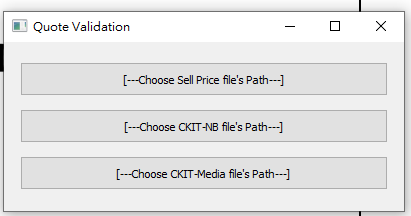 Quote Validation
[---Choose Sell Price file's Path---]
[---Choose CKIT-NB file's Path---]
[---Choose CKIT-Media file's Path---]